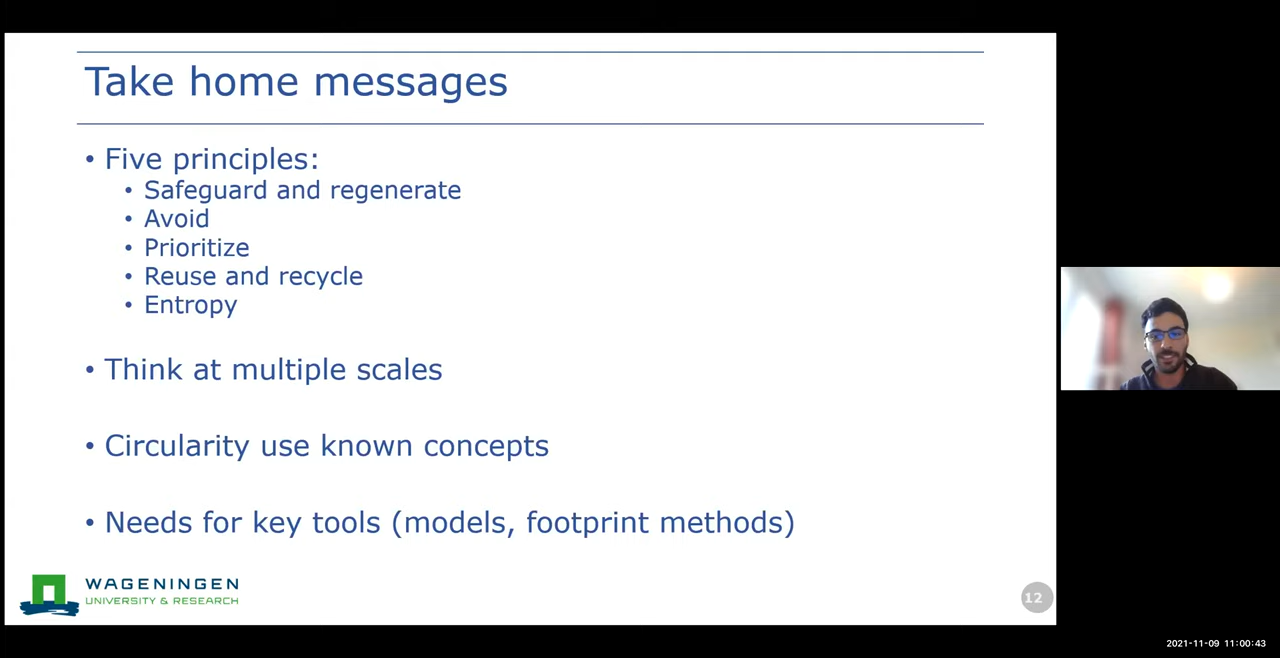 Take home messages
• Five principles:
• Safeguard and regenerate
• Avoid
• Prioritize
• Reuse and recycle
• Entropy
• Think at multiple scales
• Circularity use known concepts
• Needs for key tools (models, footprint methods)
WAGENINGEN
UNIVERSITY & RESEARCH
12
2021-11-09 11:00:43